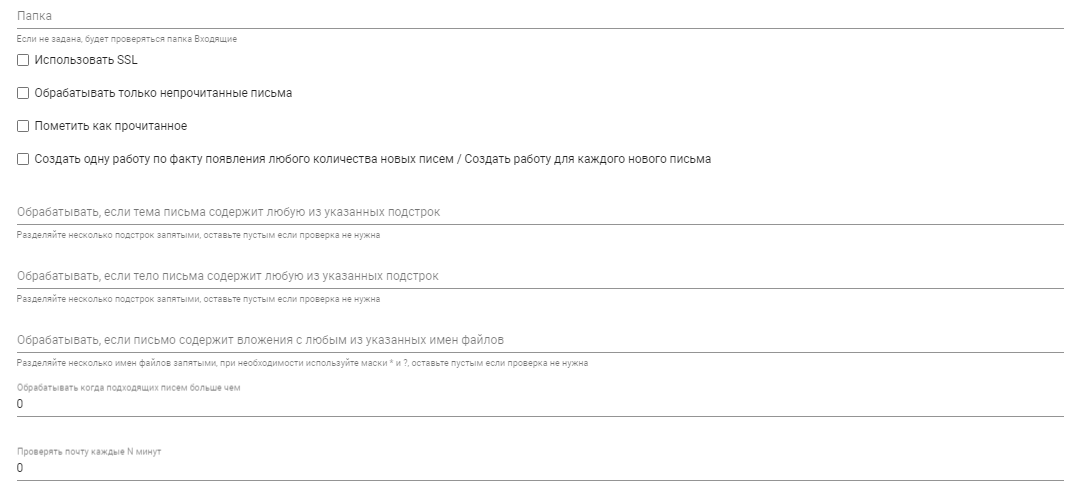 Папка
Если не задана, будет проверяться папка Входящие
Использовать SSL
Обрабатывать только непрочитанные письма
Пометить как прочитанное
Создать одну работу по факту появления любого количества новых писем / Создать работу для каждого нового письма
Обрабатывать, если тема письма содержит любую из указанных подстрок
Разделяйте несколько подстрок запятыми, оставьте пустым если проверка не нужна
Обрабатывать, если тело письма содержит любую из указанных подстрок
Разделяйте несколько подстрок запятыми, оставьте пустым если проверка не нужна
Обрабатывать, если письмо содержит вложения с любым из указанных имен файлов
Разделяйте несколько имен файлов запятыми, при необходимости используйте маски * и ?, оставьте пустым если проверка не нужна
Обрабатывать когда подходящих писем больше чем
0
Проверять почту каждые N минут
0